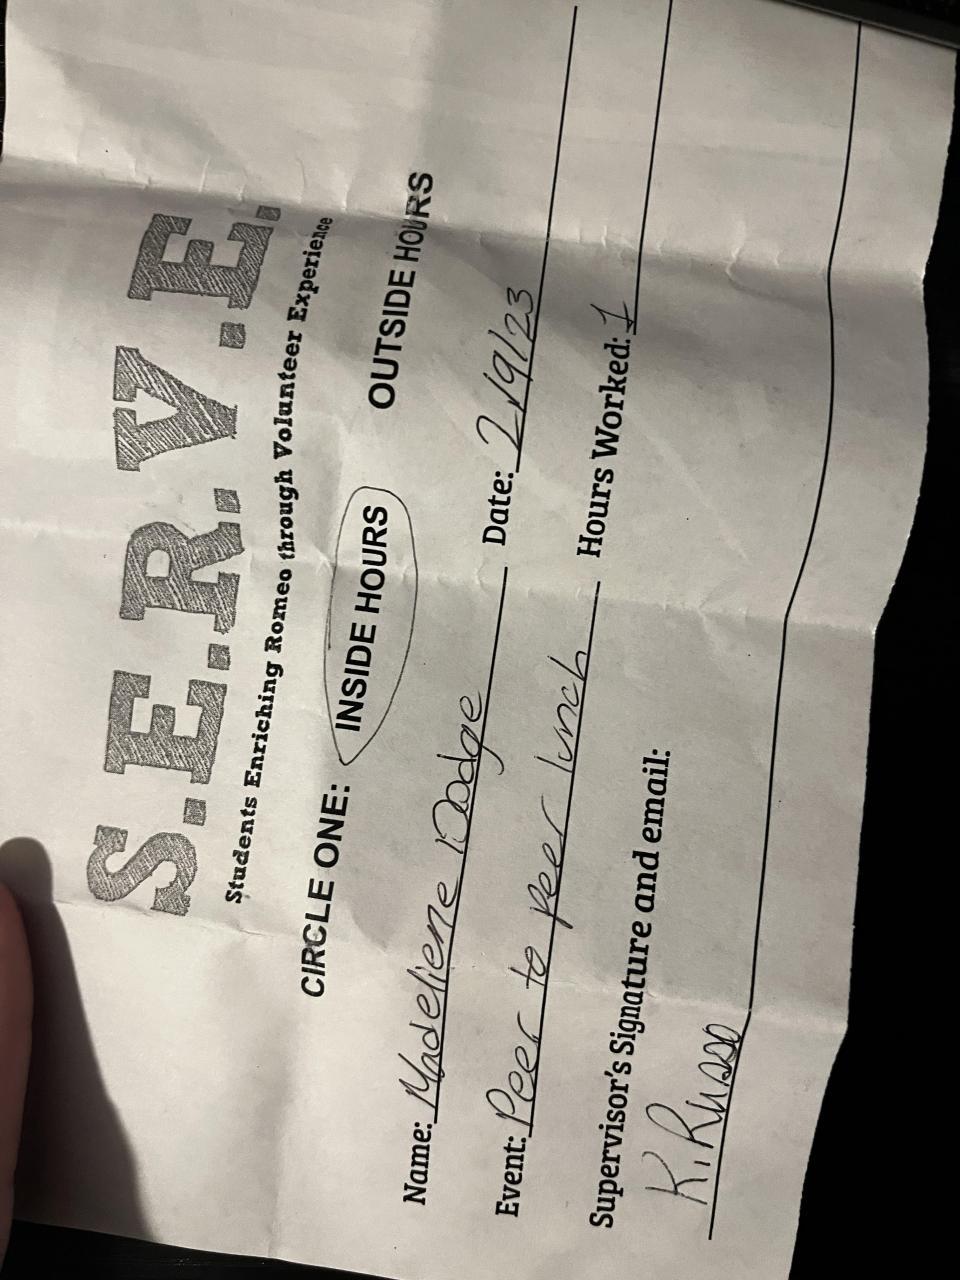 S.E.R.V.E.
Students Enriching Romeo through Volunteer Experience
CIRCLE ONE: INSIDE HOURS OUTSIDE HOURS
Name: Madeliene Dodge Date: 2/9/23
Event: Peer to peer lunch Hours Worked: 1
Supervisor's Signature and email:
K. Russo